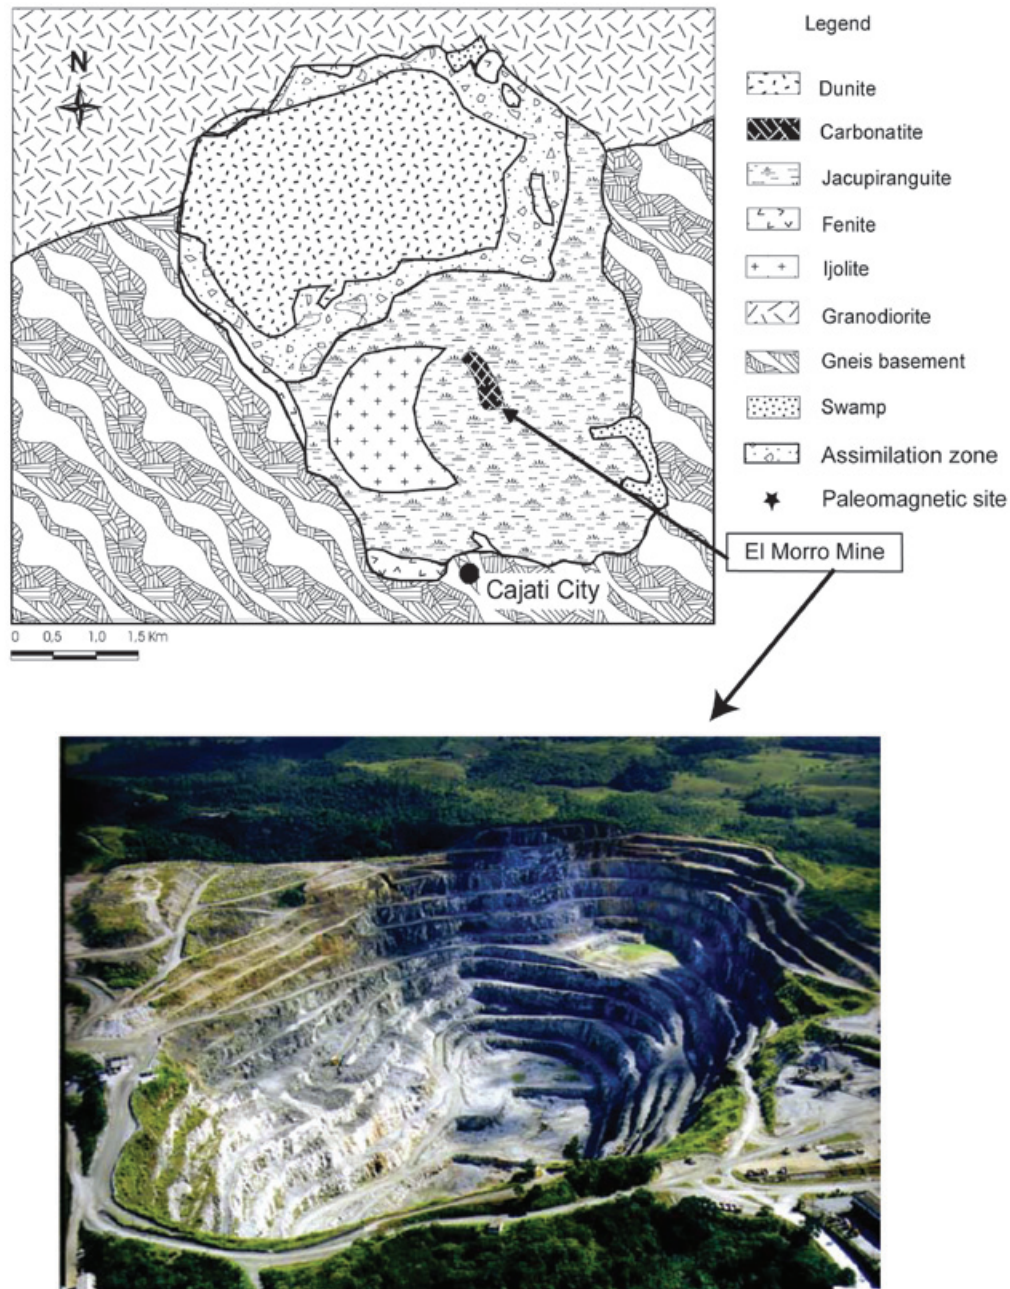 Legend
N
Dunite
Carbonatite
Jacupiranguite
Fenite
Ijolite
Granodiorite
Gneis basement
Swamp
Assimilation zone
Paleomagnetic site
El Morro Mine
Cajati City
0 0,5 1,0 1,5 Km